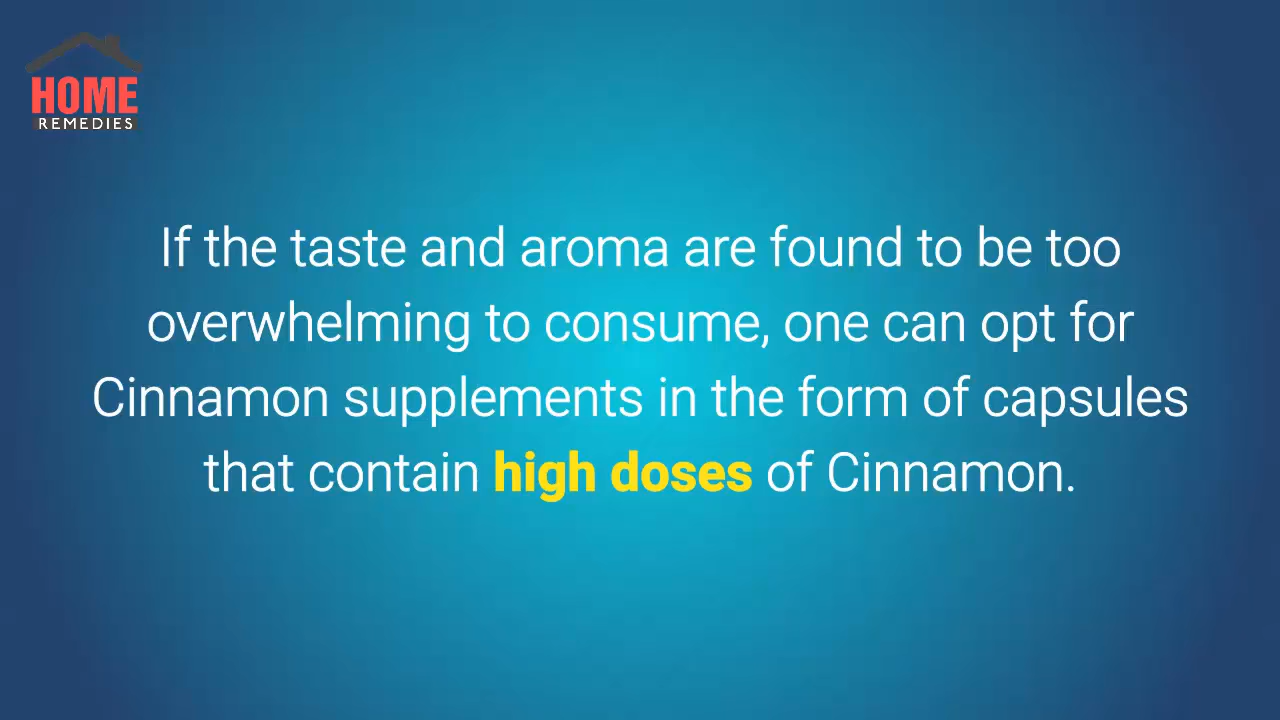 HOME
REMEDIES
If the taste and aroma are found to be too
overwhelming to consume, one can opt for
Cinnamon supplements in the form of capsules
that contain high doses of Cinnamon.